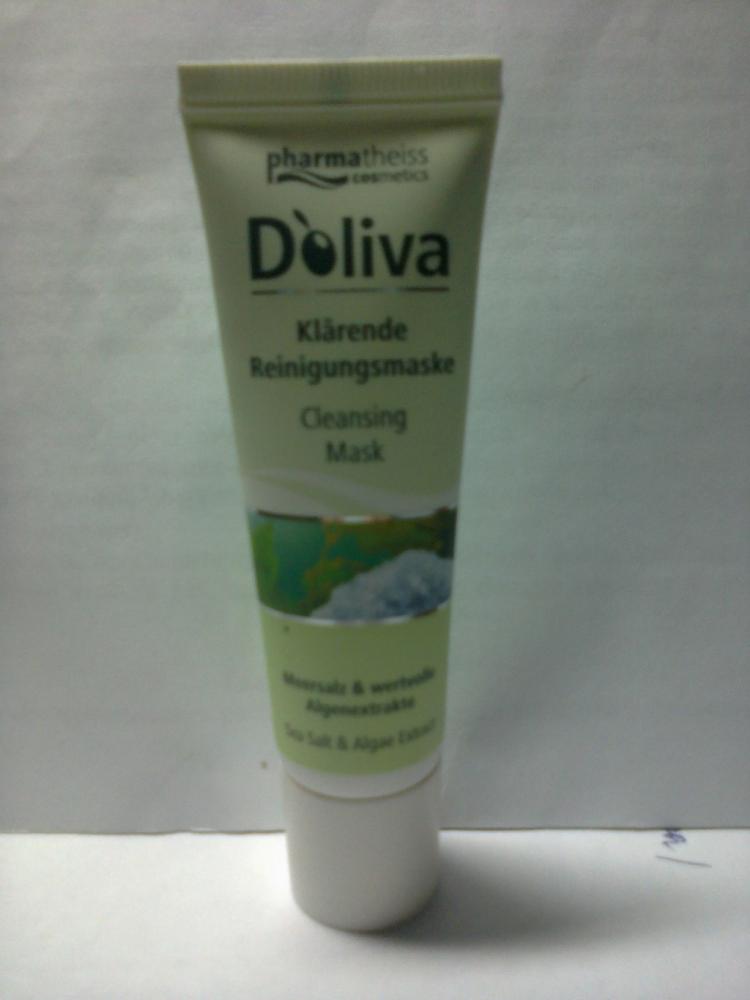 pharmatheiss
cosmetics
D'oliva
Klärende
Reinigungsmaske
Cleansing
Mask
Meersalz & wertvolle
Algenextrakte
Sea Salt & Algae Extract